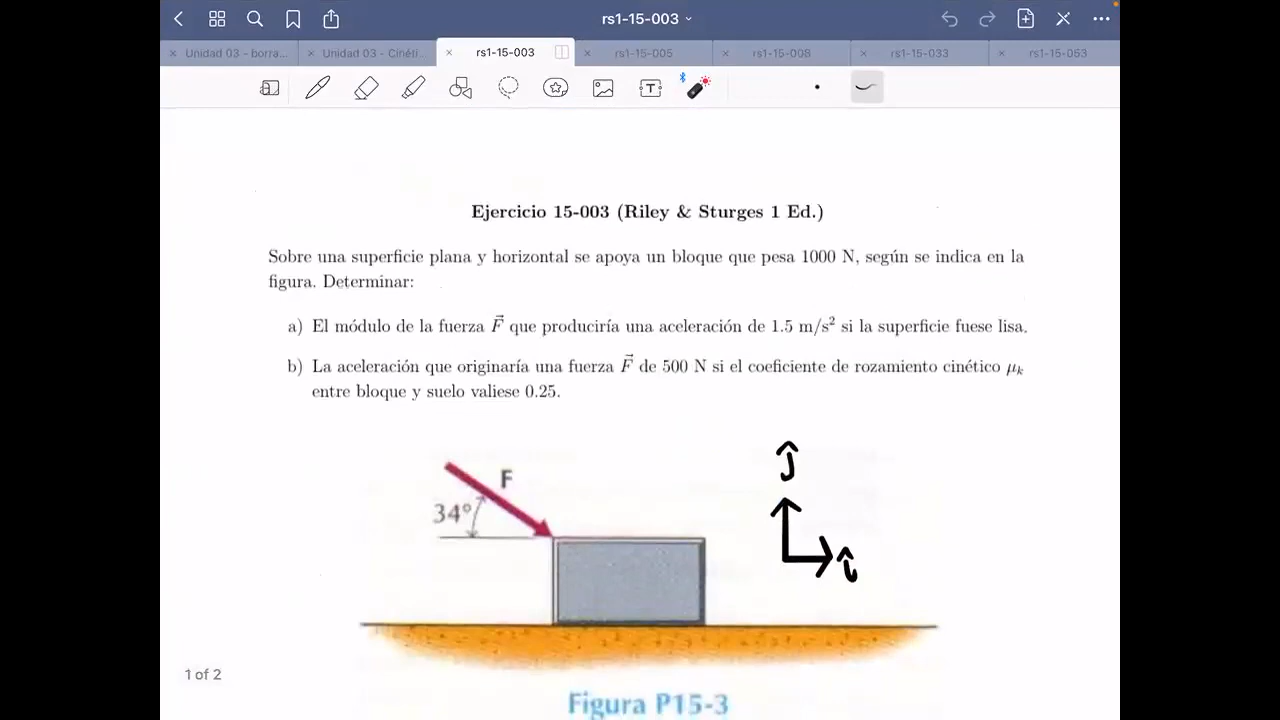 rs1-15-003
Unidad 03 - borra...
Unidad 03 - Cinéti...
rs1-15-003
rs1-15-005
rs1-15-008
rs1-15-033
rs1-15-063
Ejercicio 15-003 (Riley & Sturges 1 Ed.)
Sobre una superficie plana y horizontal se apoya un bloque que pesa 1000 N, según se indica en la
figura. Determinar:
a) El módulo de la fuerza F⃗ que produciría una aceleración de 1.5 m/s² si la superficie fuese lisa.
b) La aceleración que originaría una fuerza F⃗ de 500 N si el coeficiente de rozamiento cinético μₖ
entre bloque y suelo valiese 0.25.
ĵ
F
34°
î
1 of 2
Figura P15-3